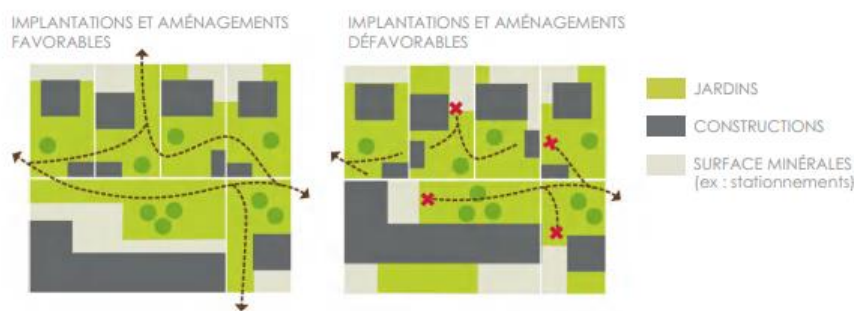 IMPLANTATIONS ET AMÉNAGEMENTS
FAVORABLES
IMPLANTATIONS ET AMÉNAGEMENTS
DÉFAVORABLES
JARDINS
CONSTRUCTIONS
SURFACE MINÉRALES
(ex : stationnements)